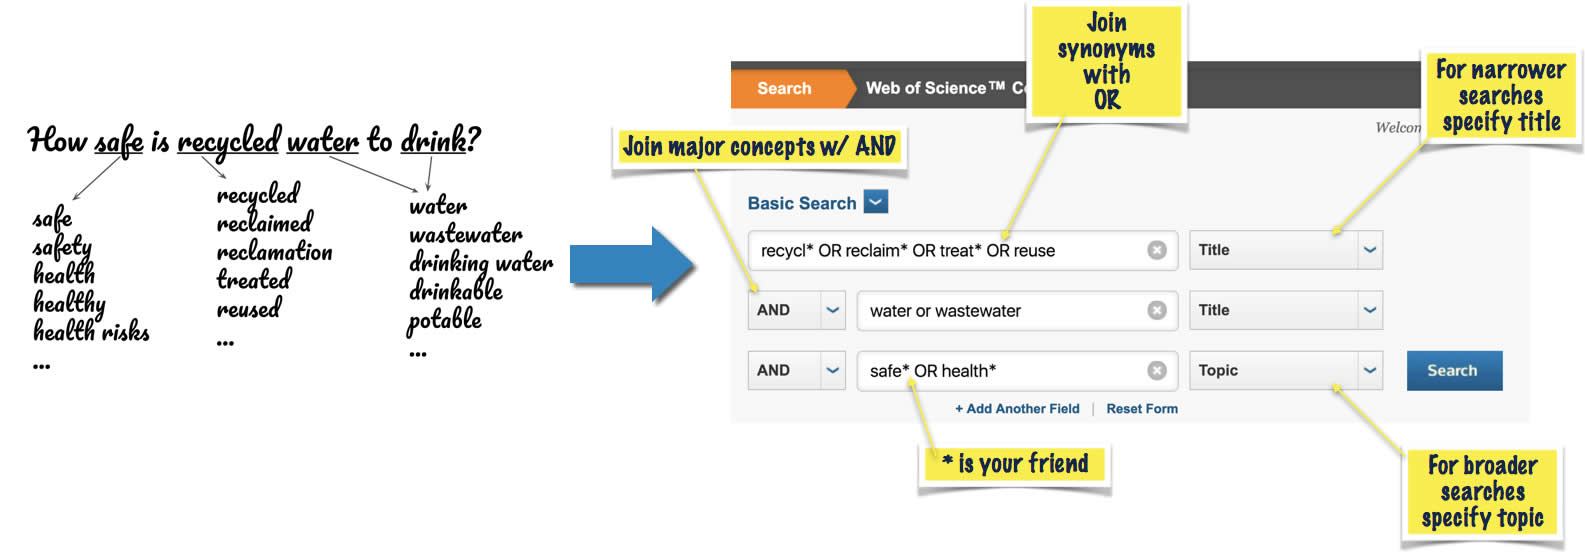 How safe is recycled water to drink?
safe
safety
health
healthy
health risks
...
recycled
reclaimed
reclamation
treated
reused
...
water
wastewater
drinking water
drinkable
potable
...
Join
synonyms
with
OR
For narrower
searches
specify title
Join major concepts w/ AND
Search
Web of Science™ Co
Welcom
Basic Search
recycl* OR reclaim* OR treat* OR reuse
Title
AND
water or wastewater
Title
AND
safe* OR health*
Topic
Search
+ Add Another Field | Reset Form
* is your friend
For broader
searches
specify topic